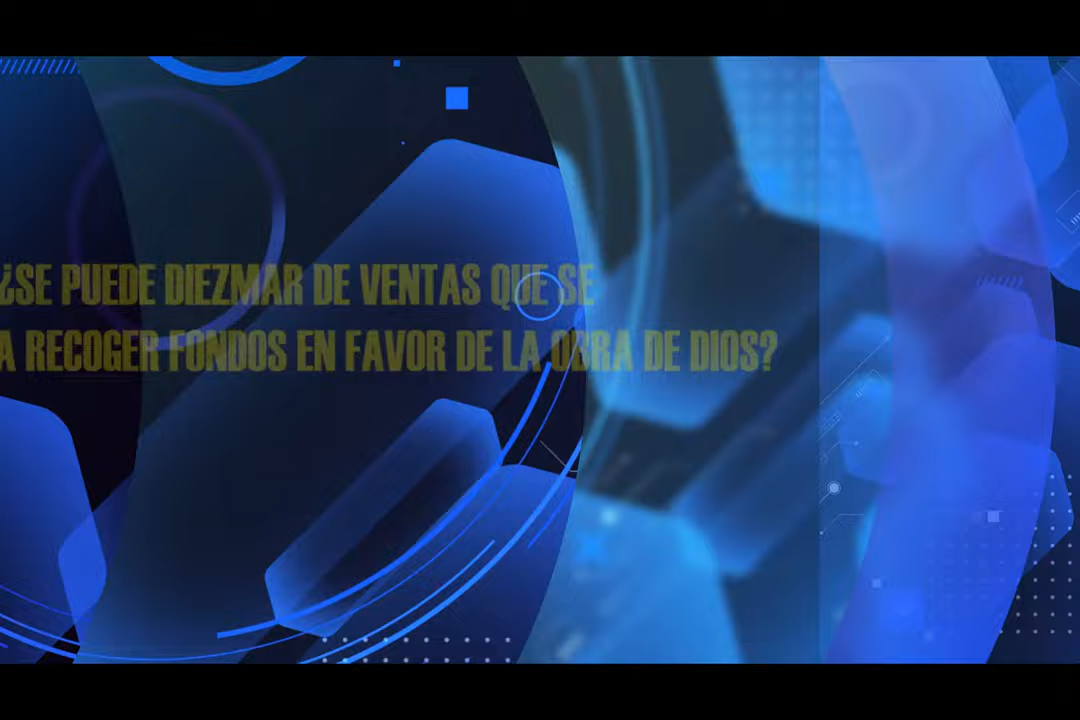 ¿SE PUEDE DIEZMAR DE VENTAS QUE SE
A RECOGER FONDOS EN FAVOR DE LA OBRA DE DIOS?